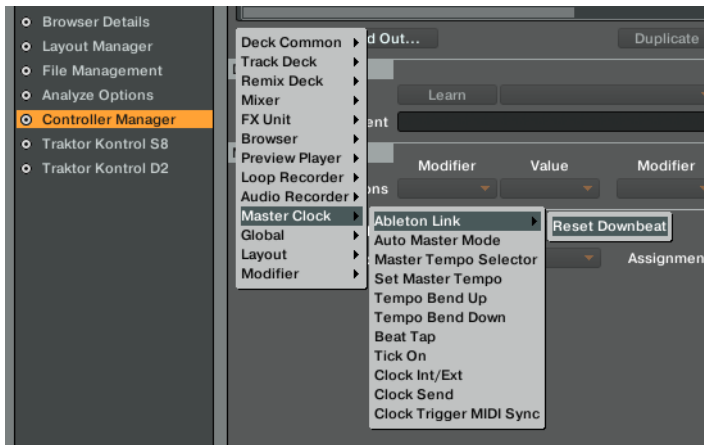 Browser Details
Layout Manager
File Management
Analyze Options
Controller Manager
Traktor Kontrol S8
Traktor Kontrol D2
d Out...
Duplicate
Deck Common
Track Deck
Remix Deck
Mixer
FX Unit
Browser
Preview Player
Loop Recorder
Audio Recorder
Master Clock
Global
Layout
Modifier
Learn
ent
Modifier
Value
Modifier
ons
Ableton Link
Auto Master Mode
Master Tempo Selector
Set Master Tempo
Tempo Bend Up
Tempo Bend Down
Beat Tap
Tick On
Clock Int/Ext
Clock Send
Clock Trigger MIDI Sync
Reset Downbeat
Assignmen